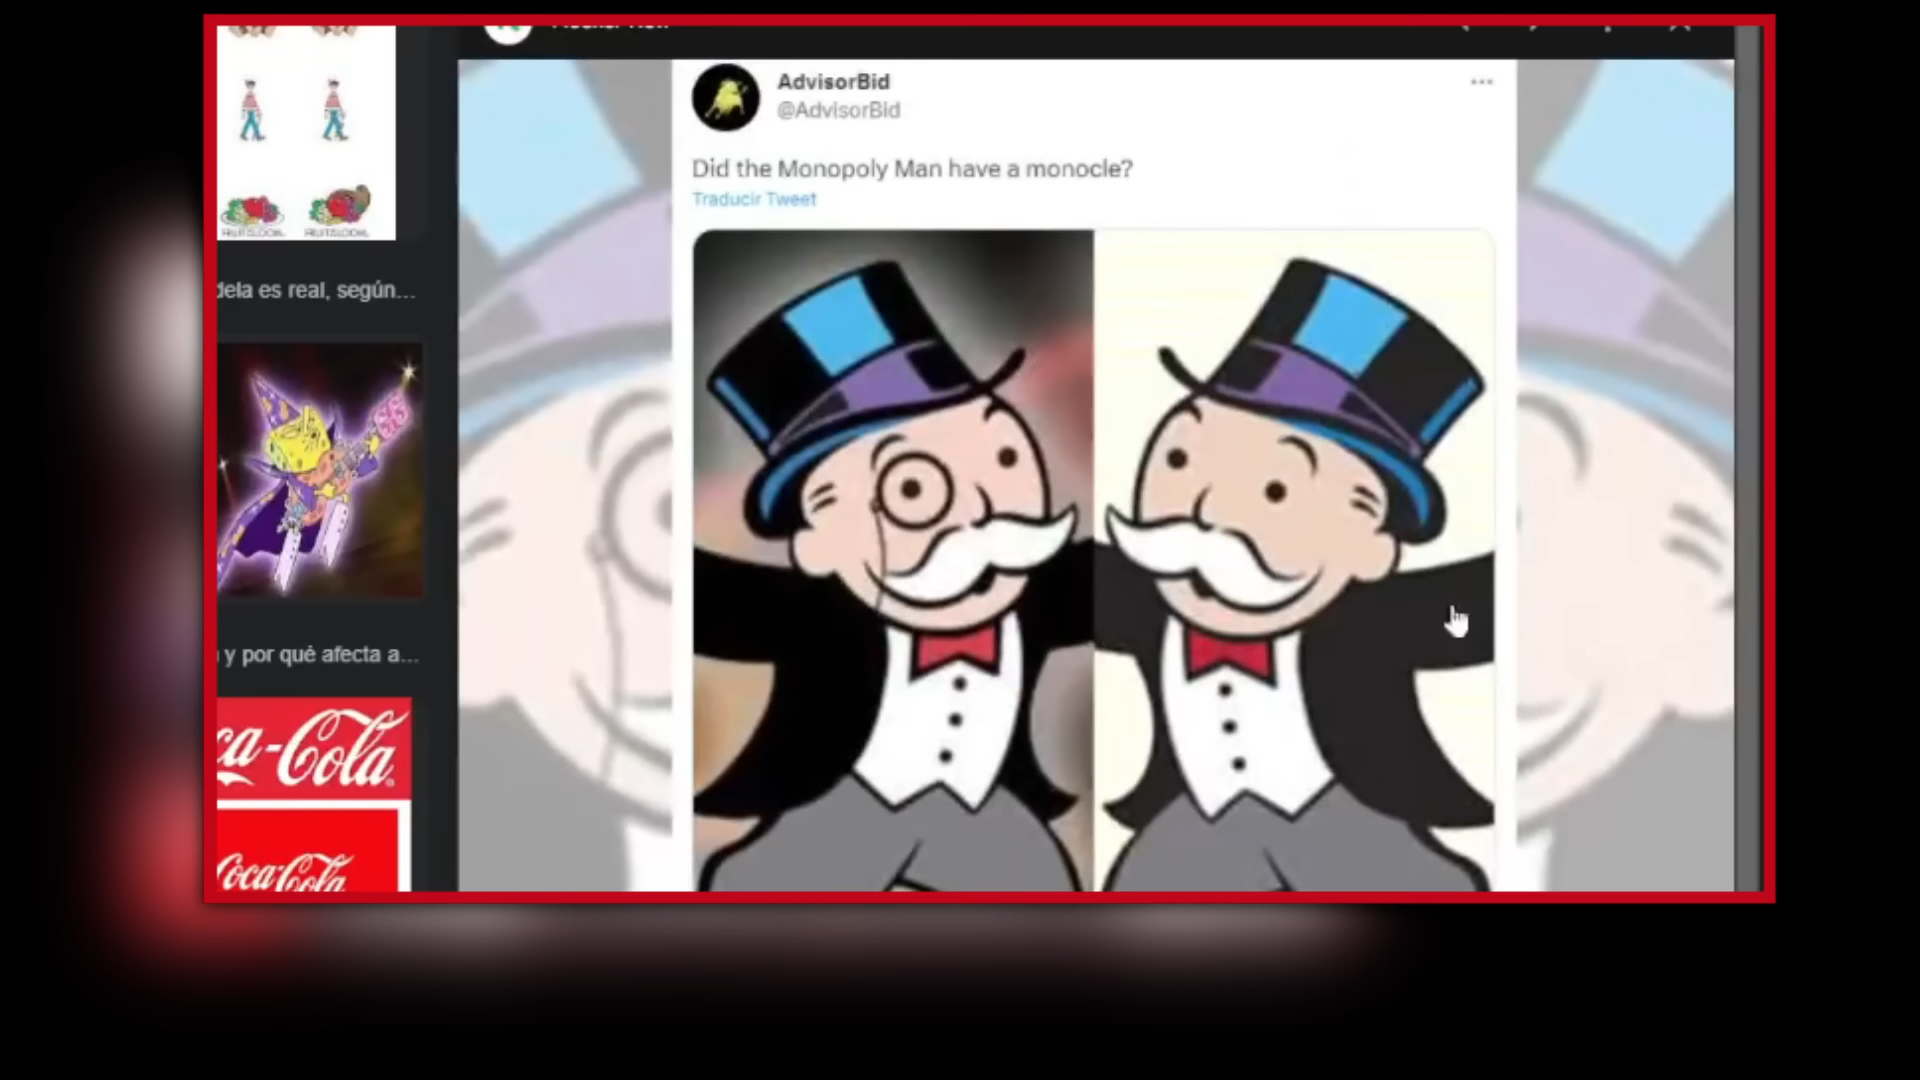 AdvisorBid
@AdvisorBid
Did the Monopoly Man have a monocle?
Traducir Tweet
dela es real, según...
y por qué afecta a...
ca-Cola
Coca-Cola